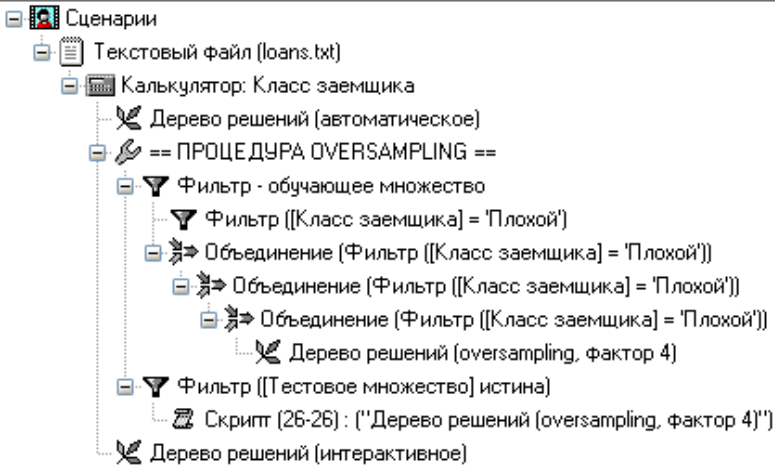 Сценарии
Текстовый файл (loans.txt)
Калькулятор: Класс заемщика
Дерево решений (автоматическое)
== ПРОЦЕДУРА OVERSAMPLING ==
Фильтр - обучающее множество
Фильтр ([Класс заемщика] = 'Плохой')
Объединение (Фильтр ([Класс заемщика] = 'Плохой'))
Объединение (Фильтр ([Класс заемщика] = 'Плохой'))
Объединение (Фильтр ([Класс заемщика] = 'Плохой'))
Дерево решений (oversampling, фактор 4)
Фильтр ([Тестовое множество] истина)
Скрипт (26-26) : ("Дерево решений (oversampling, фактор 4)")
Дерево решений (интерактивное)